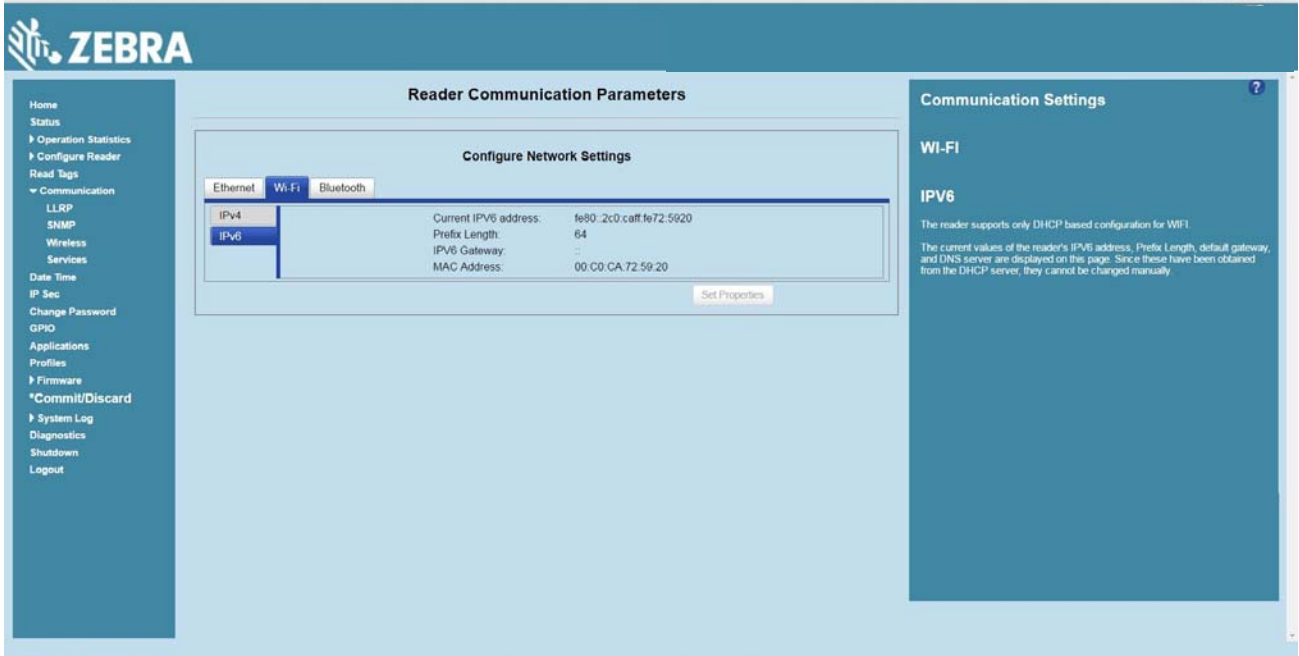 ZEBRA
Home
Status
Operation Statistics
Configure Reader
Read Tags
Communication
LLRP
SNMP
Wireless
Services
Date Time
IP Sec
Change Password
GPIO
Applications
Profiles
Firmware
*Commit/Discard
System Log
Diagnostics
Shutdown
Logout
Reader Communication Parameters
Configure Network Settings
Ethernet Wi-Fi Bluetooth
IPv4
IPv6
Current IPV6 address: fe80::2c0:caff:fe72:5920
Prefix Length: 64
IPV6 Gateway: ::
MAC Address: 00:C0:CA:72:59:20
Set Properties
?
Communication Settings
WI-FI
IPV6
The reader supports only DHCP based configuration for WIFI.
The current values of the reader's IPV6 address, Prefix Length, default gateway,
and DNS server are displayed on this page. Since these have been obtained
from the DHCP server, they cannot be changed manually.